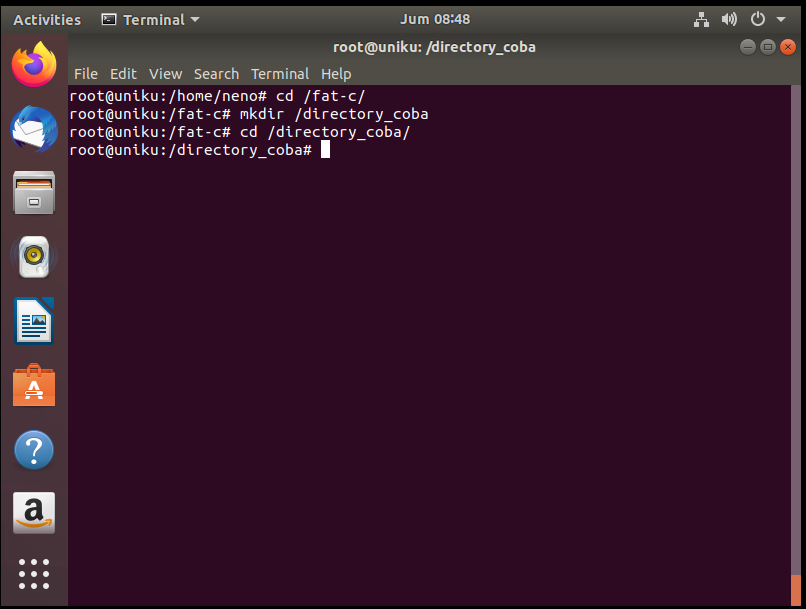 Activities Terminal Jum 08:48
root@uniku: /directory_coba
File Edit View Search Terminal Help
root@uniku:/home/neno# cd /fat-c/
root@uniku:/fat-c# mkdir /directory_coba
root@uniku:/fat-c# cd /directory_coba/
root@uniku:/directory_coba#
A
?
a